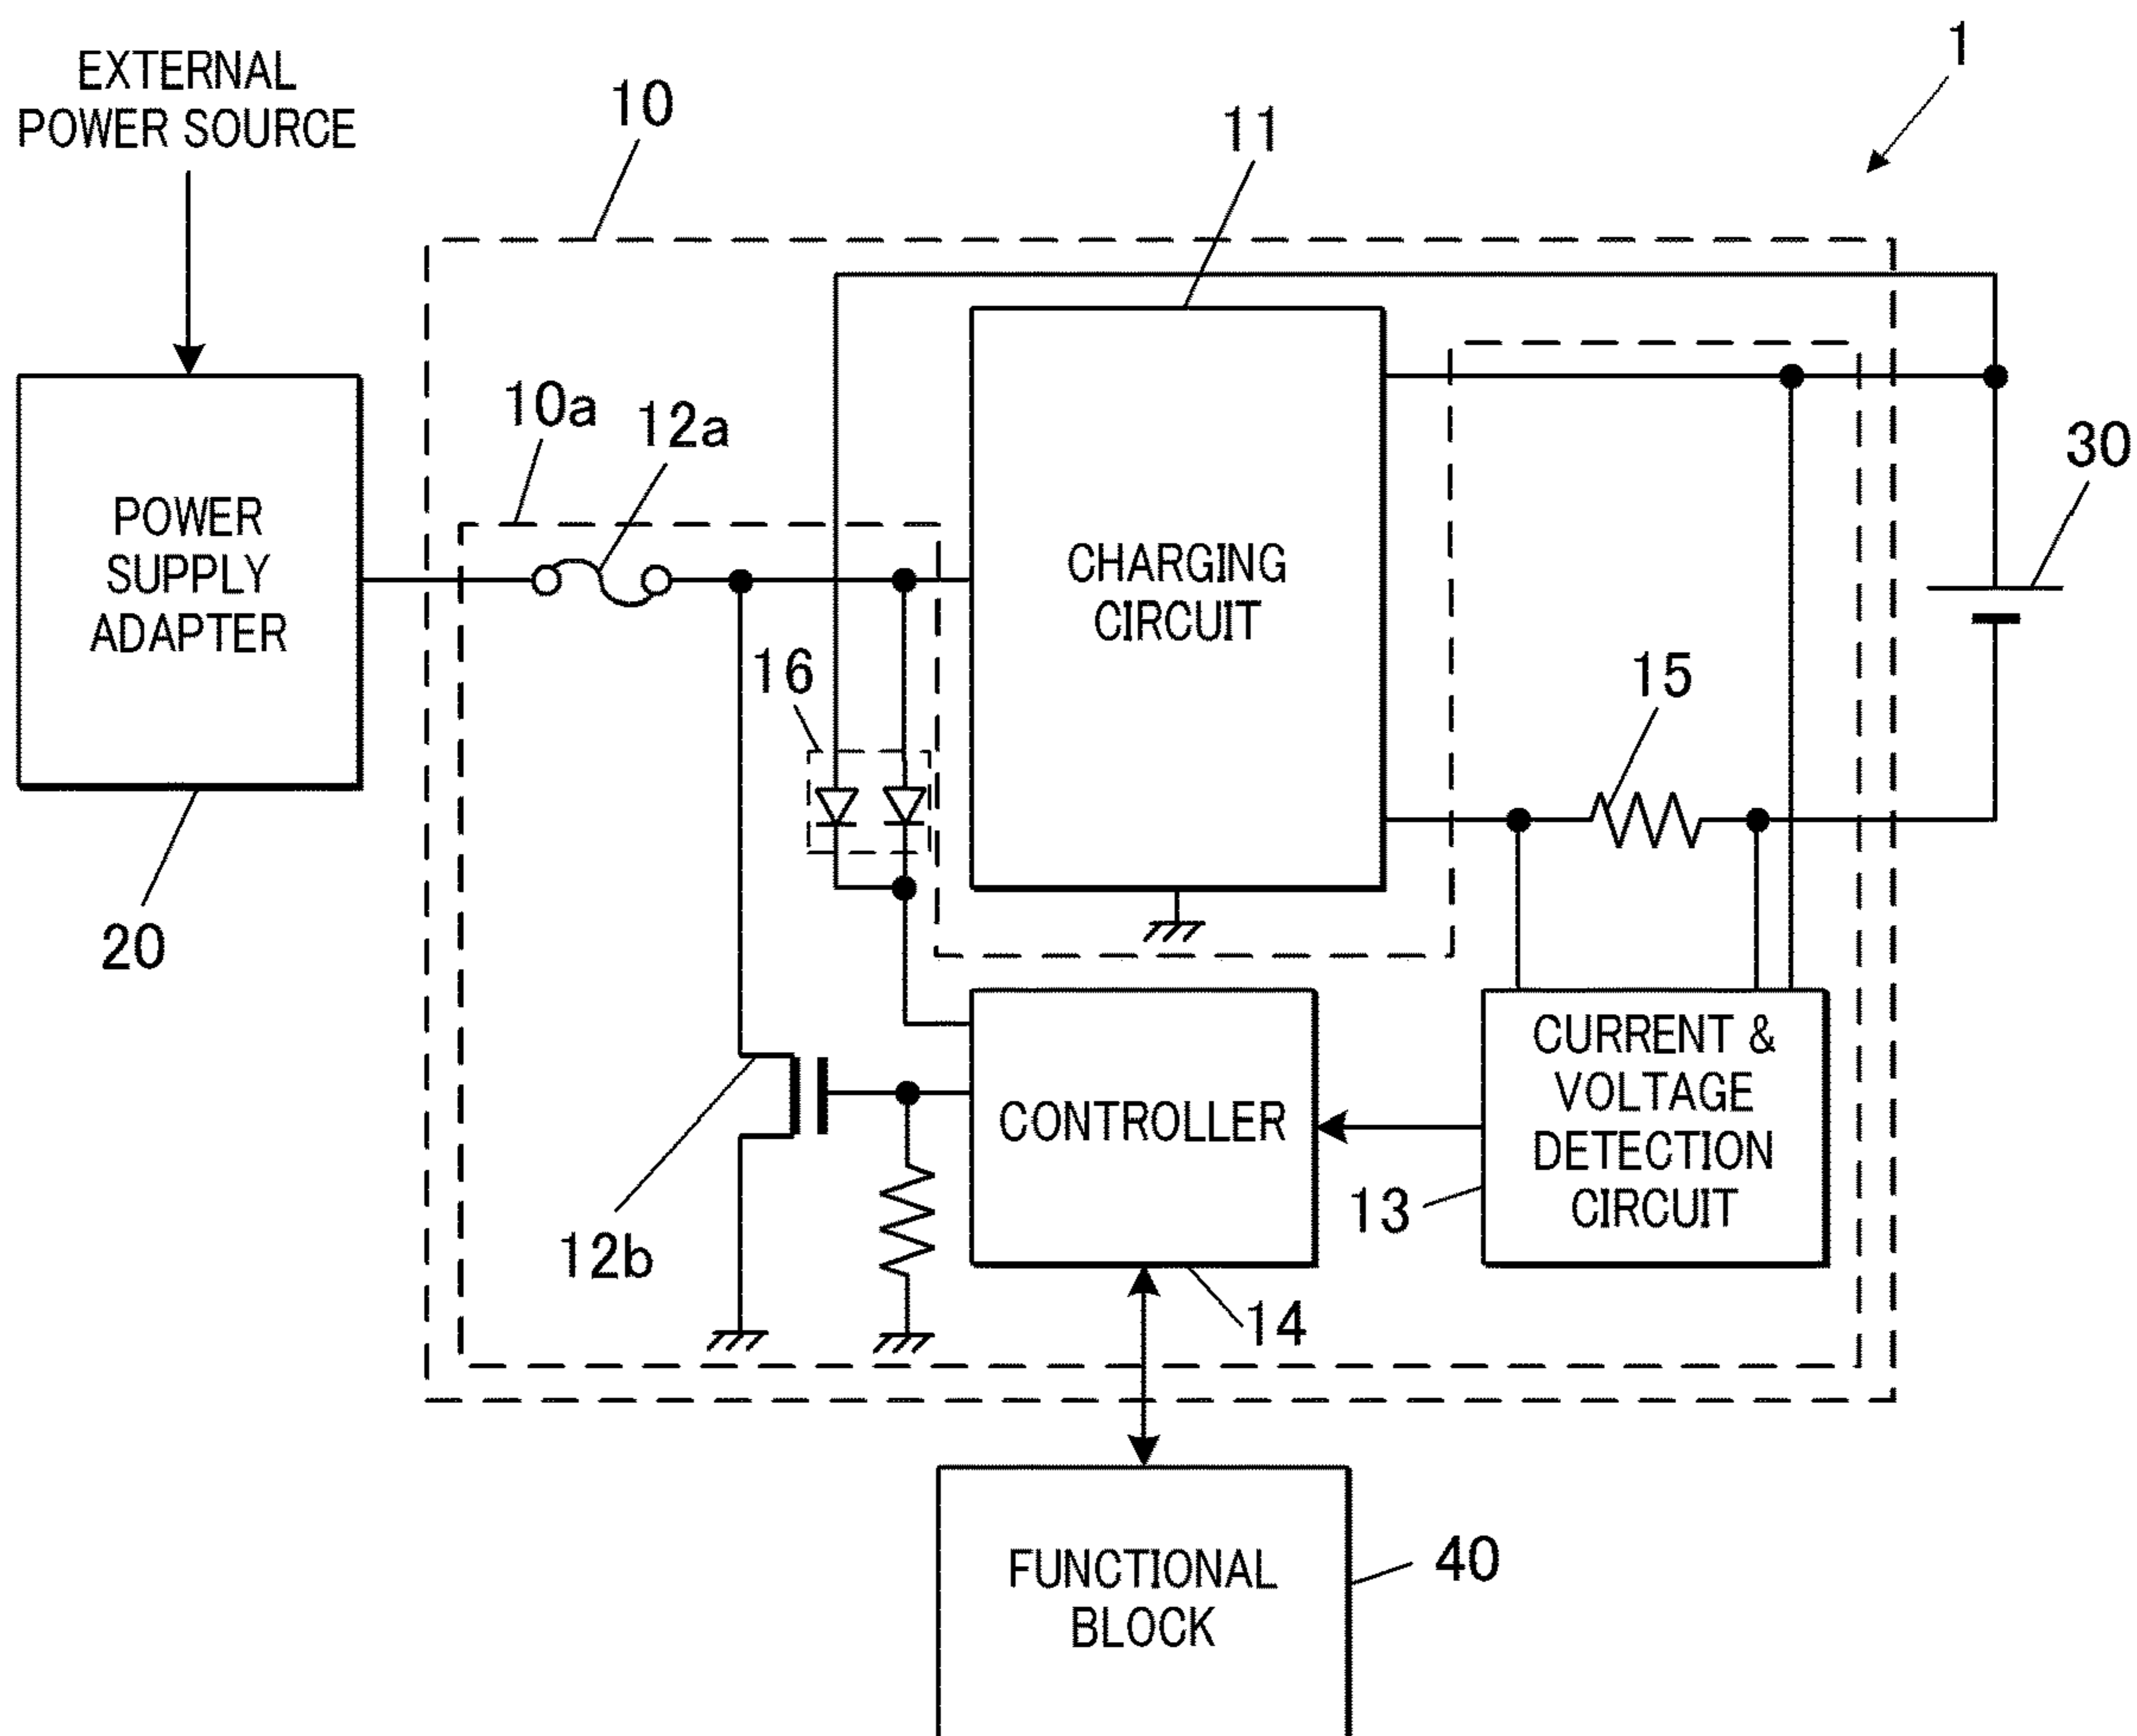 1
EXTERNAL
POWER SOURCE
10
11
10a
12a
30
POWER
SUPPLY
ADAPTER
CHARGING
CIRCUIT
16
15
20
CURRENT &
VOLTAGE
DETECTION
CIRCUIT
CONTROLLER
13
12b
14
FUNCTIONAL
BLOCK
40